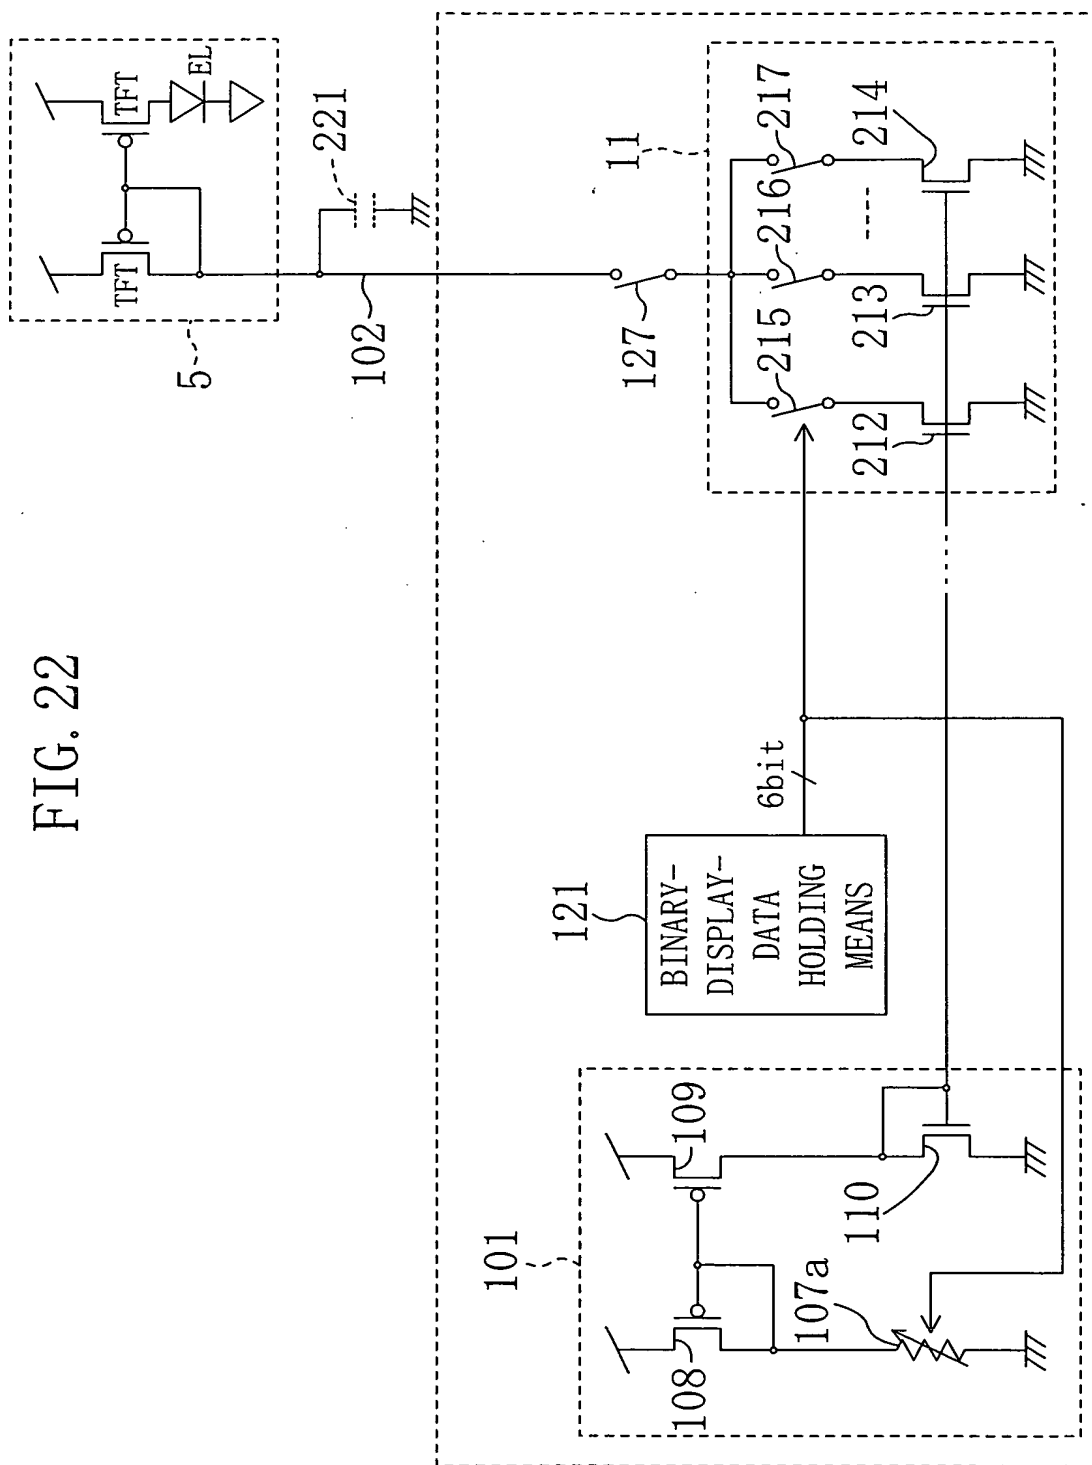 FIG. 22
5
TFT
TFT
EL
221
102
127
11
215
216
217
212
213
214
121
BINARY-
DISPLAY-
DATA
HOLDING
MEANS
6bit
101
108
109
107a
110